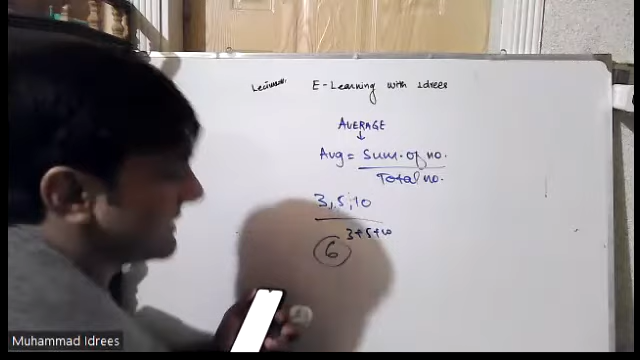 Lecture
E-Learning with Idrees
AVERAGE
Avg = Sum. of no.
Total no.
3, 5, 10
3+5+10
6
Muhammad Idrees